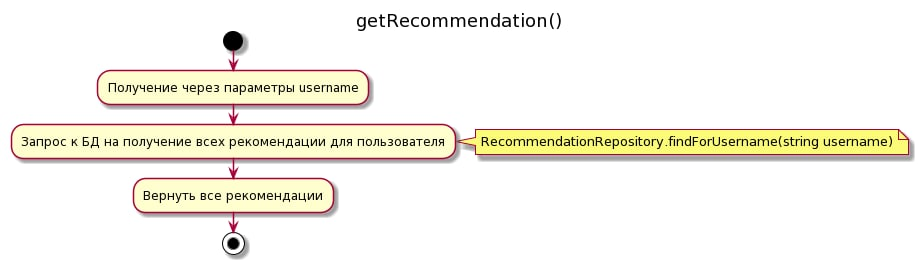 getRecommendation()
Получение через параметры username
Запрос к БД на получение всех рекомендации для пользователя
RecommendationRepository.findForUsername(string username)
Вернуть все рекомендации